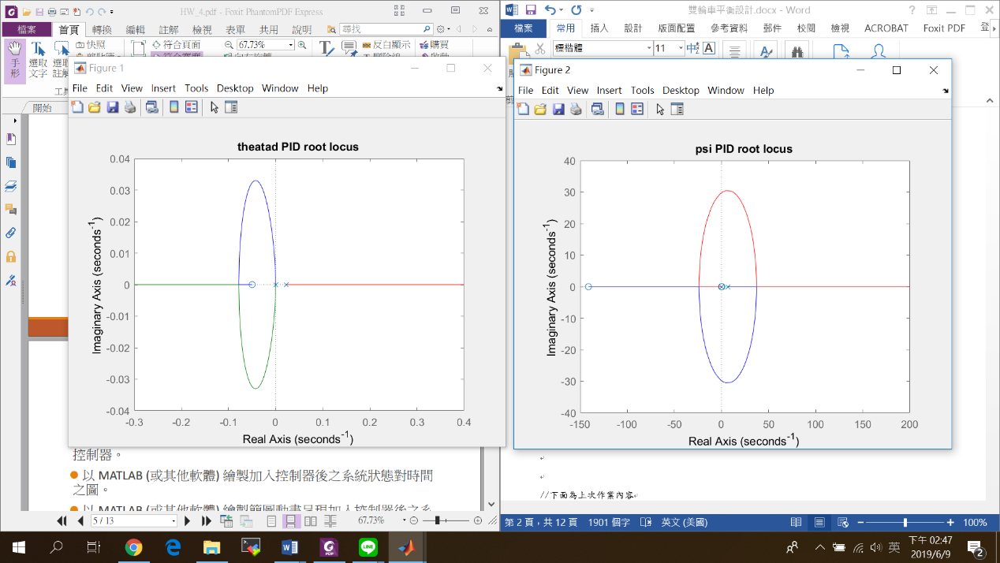 HW_4.pdf - Foxit PhantomPDF Express
檔案 首頁 轉換 編輯 註解 檢視 表單 共用 說明 尋找
手形
選取文字
選取註解
快照
符合頁面
67.73%
反白顯示
購買
開始
Figure 1
File Edit View Insert Tools Desktop Window Help
theatad PID root locus
Imaginary Axis (seconds-1)
0.04
0.03
0.02
0.01
0
-0.01
-0.02
-0.03
-0.04
-0.3 -0.2 -0.1 0 0.1 0.2 0.3 0.4
Real Axis (seconds-1)
控制器。
以 MATLAB (或其他軟體) 繪製加入控制器後之系統狀態對時間
之圖。
以 MATLAB (或其他軟體) 繪製簡圖動畫呈現加入控制器後之系
5 / 13
67.73%
雙輪車平衡設計.docx - Word
檔案 常用 插入 設計 版面配置 參考資料 郵件 校閱 檢視 ACROBAT Foxit PDF 登
標楷體 11
Figure 2
File Edit View Insert Tools Desktop Window Help
psi PID root locus
Imaginary Axis (seconds-1)
40
30
20
10
0
-10
-20
-30
-40
-150 -100 -50 0 50 100 150 200
Real Axis (seconds-1)
//下面為上次作業內容
第 2 頁，共 12 頁 1901 個字 英文 (美國) 100%
英
下午 02:47
2019/6/9
2